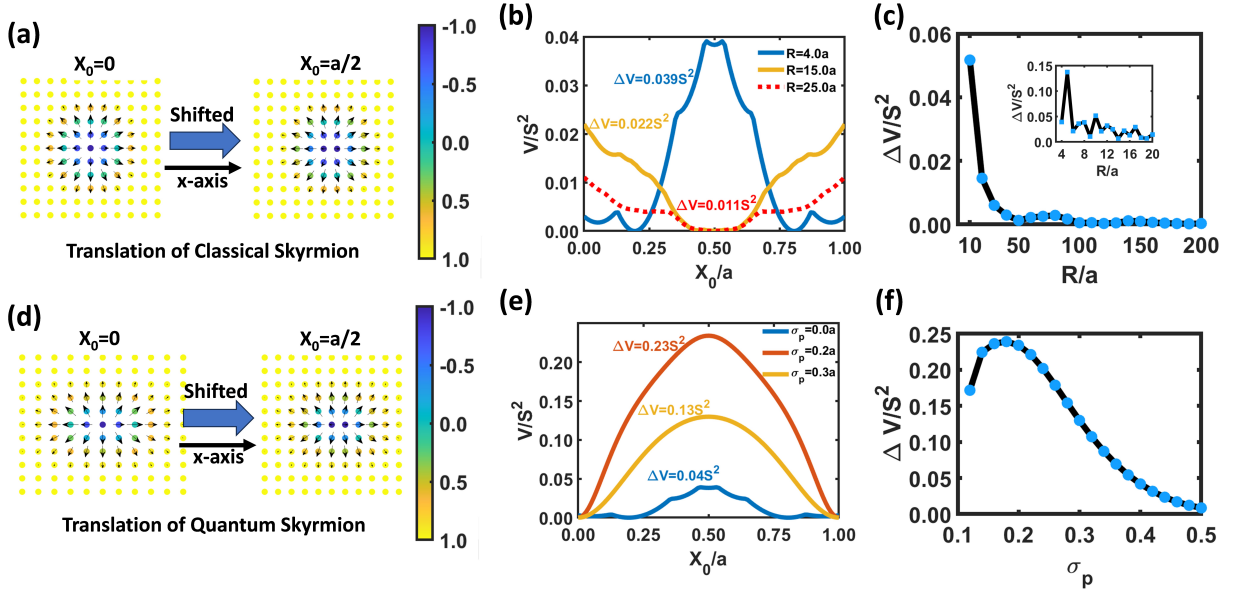 (a)
X0=0
X0=a/2
Shifted
x-axis
Translation of Classical Skyrmion
-1.0
-0.5
0.0
0.5
1.0
(b)
V/S2
0.04
0.03
0.02
0.01
0.00
ΔV=0.039S2
ΔV=0.022S2
ΔV=0.011S2
R=4.0a
R=15.0a
R=25.0a
0.00 0.25 0.50 0.75 1.00
X0/a
(c)
ΔV/S2
0.06
0.04
0.02
0.00
10 50 100 150 200
R/a
ΔV/S2
0.15
0.10
0.05
0.0
4 8 12 16 20
R/a
(d)
X0=0
X0=a/2
Shifted
x-axis
Translation of Quantum Skyrmion
-1.0
-0.5
0.0
0.5
1.0
(e)
V/S2
0.20
0.15
0.10
0.05
0.00
ΔV=0.23S2
ΔV=0.13S2
ΔV=0.04S2
σp=0.0a
σp=0.2a
σp=0.3a
0.00 0.25 0.50 0.75 1.00
X0/a
(f)
Δ V/S2
0.25
0.20
0.15
0.10
0.05
0.00
0.1 0.2 0.3 0.4 0.5
σp